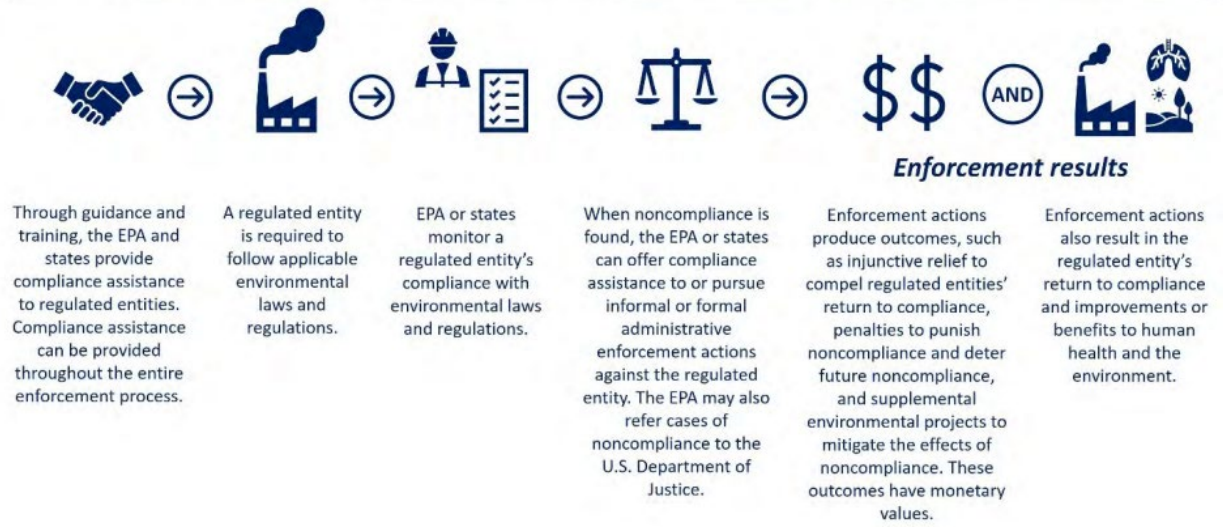 $$
AND
Enforcement results
Through guidance and
training, the EPA and
states provide
compliance assistance
to regulated entities.
Compliance assistance
can be provided
throughout the entire
enforcement process.
A regulated entity
is required to
follow applicable
environmental
laws and
regulations.
EPA or states
monitor a
regulated entity’s
compliance with
environmental laws
and regulations.
When noncompliance is
found, the EPA or states
can offer compliance
assistance to or pursue
informal or formal
administrative
enforcement actions
against the regulated
entity. The EPA may also
refer cases of
noncompliance to the
U.S. Department of
Justice.
Enforcement actions
produce outcomes, such
as injunctive relief to
compel regulated entities’
return to compliance,
penalties to punish
noncompliance and deter
future noncompliance,
and supplemental
environmental projects to
mitigate the effects of
noncompliance. These
outcomes have monetary
values.
Enforcement actions
also result in the
regulated entity’s
return to compliance
and improvements or
benefits to human
health and the
environment.